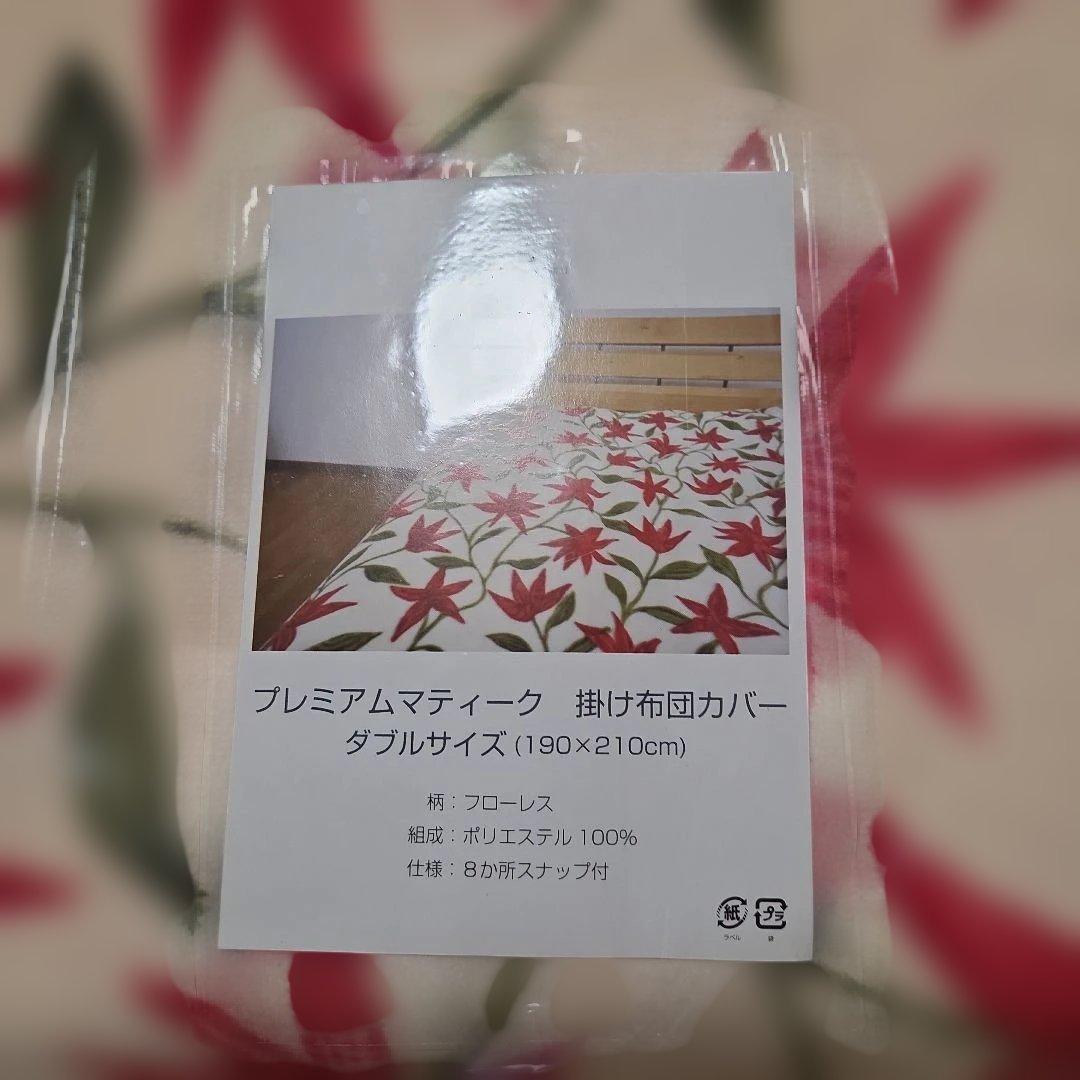 プレミアムマティーク　掛け布団カバー
ダブルサイズ (190×210cm)
柄：フローレス
組成：ポリエステル 100%
仕様：８か所スナップ付
紙 プラ
ラベル 袋